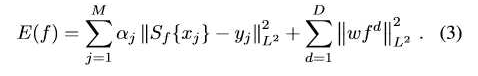 E(f) = \sum_{j=1}^{M} \alpha_j \left\| S_f\{x_j\} - y_j \right\|_{L^2}^2 + \sum_{d=1}^{D} \left\| w f^d \right\|_{L^2}^2 . (3)